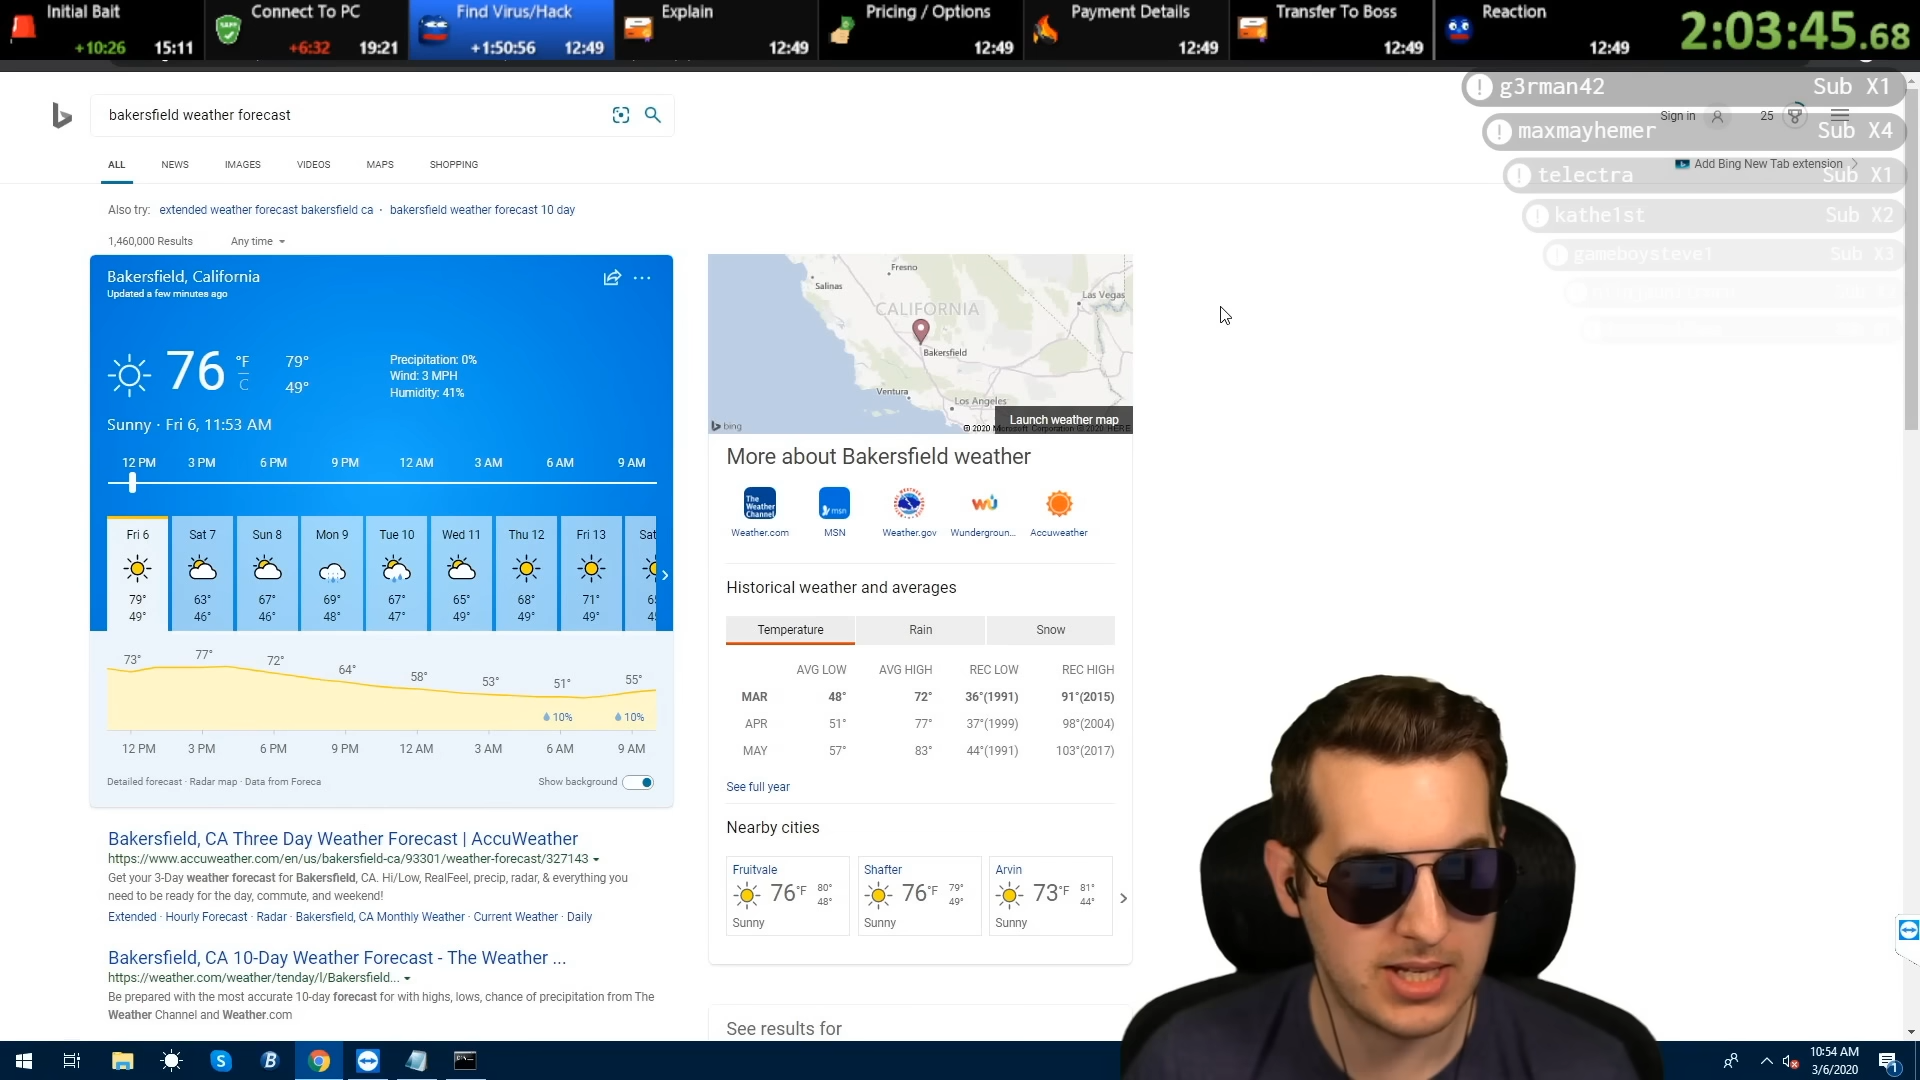 Initial Bait
+10:26 15:11
Connect To PC
+6:32 19:21
Find Virus/Hack
+1:50:56 12:49
Explain
12:49
Pricing / Options
12:49
Payment Details
12:49
Transfer To Boss
12:49
Reaction
12:49
2:03:45.68
g3rman42 Sub X1
maxmayhemer Sub X4
telectra Sub X1
kathe1st Sub X2
gameboysteve1 Sub X3
bakersfield weather forecast
Sign in
25
ALL NEWS IMAGES VIDEOS MAPS SHOPPING
Add Bing New Tab extension
Also try: extended weather forecast bakersfield ca · bakersfield weather forecast 10 day
1,460,000 Results Any time
Bakersfield, California
Updated a few minutes ago
76 °F
C
79°
49°
Precipitation: 0%
Wind: 3 MPH
Humidity: 41%
Sunny · Fri 6, 11:53 AM
12 PM 3 PM 6 PM 9 PM 12 AM 3 AM 6 AM 9 AM
Fri 6 Sat 7 Sun 8 Mon 9 Tue 10 Wed 11 Thu 12 Fri 13 Sat
79° 63° 67° 69° 67° 65° 68° 71°
49° 46° 46° 48° 47° 49° 49° 49°
73° 77° 72° 64° 58° 53° 51° 55°
10% 10%
12 PM 3 PM 6 PM 9 PM 12 AM 3 AM 6 AM 9 AM
Detailed forecast · Radar map · Data from Foreca
Show background
Bakersfield, CA Three Day Weather Forecast | AccuWeather
https://www.accuweather.com/en/us/bakersfield-ca/93301/weather-forecast/327143
Get your 3-Day weather forecast for Bakersfield, CA. Hi/Low, RealFeel, precip, radar, & everything you
need to be ready for the day, commute, and weekend!
Extended · Hourly Forecast · Radar · Bakersfield, CA Monthly Weather · Current Weather · Daily
Bakersfield, CA 10-Day Weather Forecast - The Weather ...
https://weather.com/weather/tenday/l/Bakersfield...
Be prepared with the most accurate 10-day forecast for with highs, lows, chance of precipitation from The
Weather Channel and Weather.com
Fresno
Salinas
Las Vegas
CALIFORNIA
Bakersfield
Ventura
Los Angeles
Launch weather map
bing
© 2020 Microsoft Corporation © 2020 HERE
More about Bakersfield weather
The Weather Channel
msn
wu
Weather.com MSN Weather.gov Wundergroun... Accuweather
Historical weather and averages
Temperature Rain Snow
AVG LOW AVG HIGH REC LOW REC HIGH
MAR 48° 72° 36°(1991) 91°(2015)
APR 51° 77° 37°(1999) 98°(2004)
MAY 57° 83° 44°(1991) 103°(2017)
See full year
Nearby cities
Fruitvale
76°F 80° 48°
Sunny
Shafter
76°F 79° 49°
Sunny
Arvin
73°F 81° 44°
Sunny
See results for
10:54 AM
3/6/2020
1